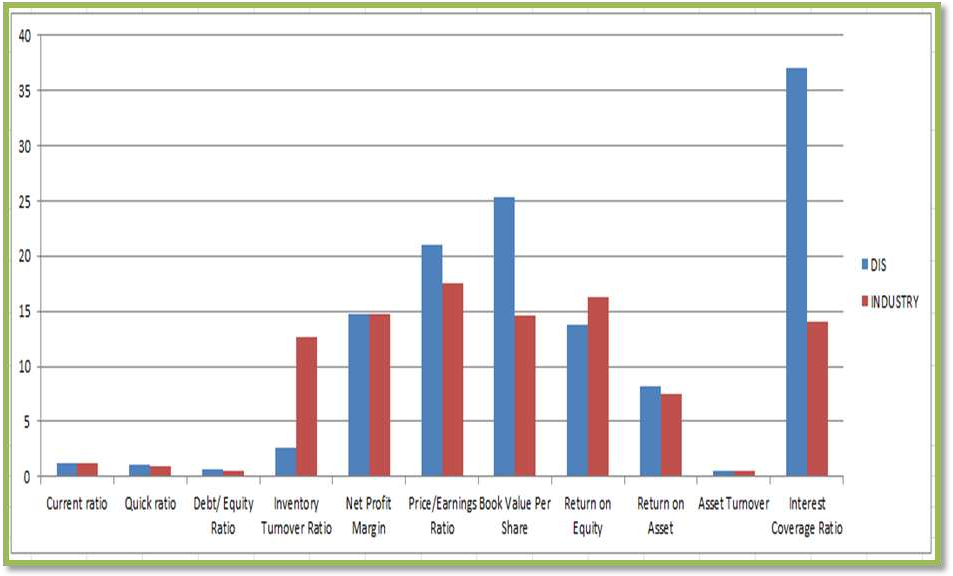 40
35
30
25
20
15
10
5
0
DIS
INDUSTRY
Current ratio
Quick ratio
Debt/ Equity
Ratio
Inventory
Turnover Ratio
Net Profit
Margin
Price/Earnings
Ratio
Book Value Per
Share
Return on
Equity
Return on
Asset
Asset Turnover
Interest
Coverage Ratio